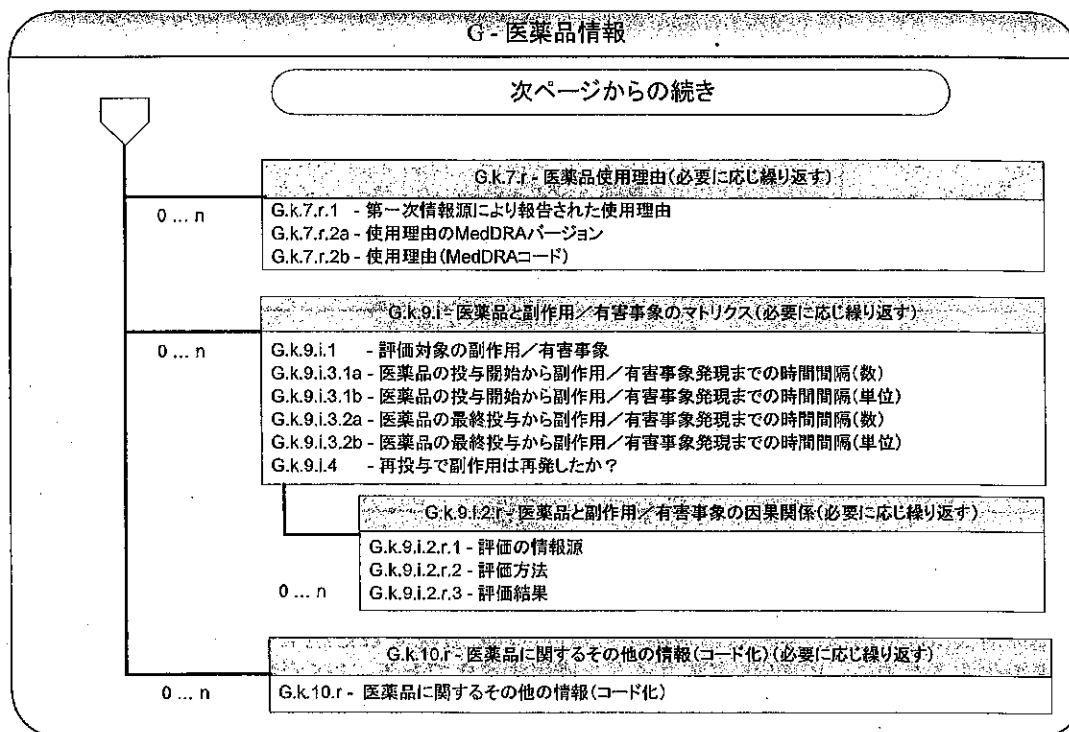 G - 医薬品情報
次ページからの続き
G.k.7.r - 医薬品使用理由(必要に応じ繰り返す)
0 ... n
G.k.7.r.1 - 第一次情報源により報告された使用理由
G.k.7.r.2a - 使用理由のMedDRAバージョン
G.k.7.r.2b - 使用理由(MedDRAコード)
G.k.9.i - 医薬品と副作用／有害事象のマトリクス(必要に応じ繰り返す)
0 ... n
G.k.9.i.1 - 評価対象の副作用／有害事象
G.k.9.i.3.1a - 医薬品の投与開始から副作用／有害事象発現までの時間間隔(数)
G.k.9.i.3.1b - 医薬品の投与開始から副作用／有害事象発現までの時間間隔(単位)
G.k.9.i.3.2a - 医薬品の最終投与から副作用／有害事象発現までの時間間隔(数)
G.k.9.i.3.2b - 医薬品の最終投与から副作用／有害事象発現までの時間間隔(単位)
G.k.9.i.4 - 再投与で副作用は再発したか？
G.k.9.i.2.r - 医薬品と副作用／有害事象の因果関係(必要に応じ繰り返す)
G.k.9.i.2.r.1 - 評価の情報源
G.k.9.i.2.r.2 - 評価方法
0 ... n
G.k.9.i.2.r.3 - 評価結果
G.k.10.r - 医薬品に関するその他の情報(コード化)(必要に応じ繰り返す)
0 ... n
G.k.10.r - 医薬品に関するその他の情報(コード化)